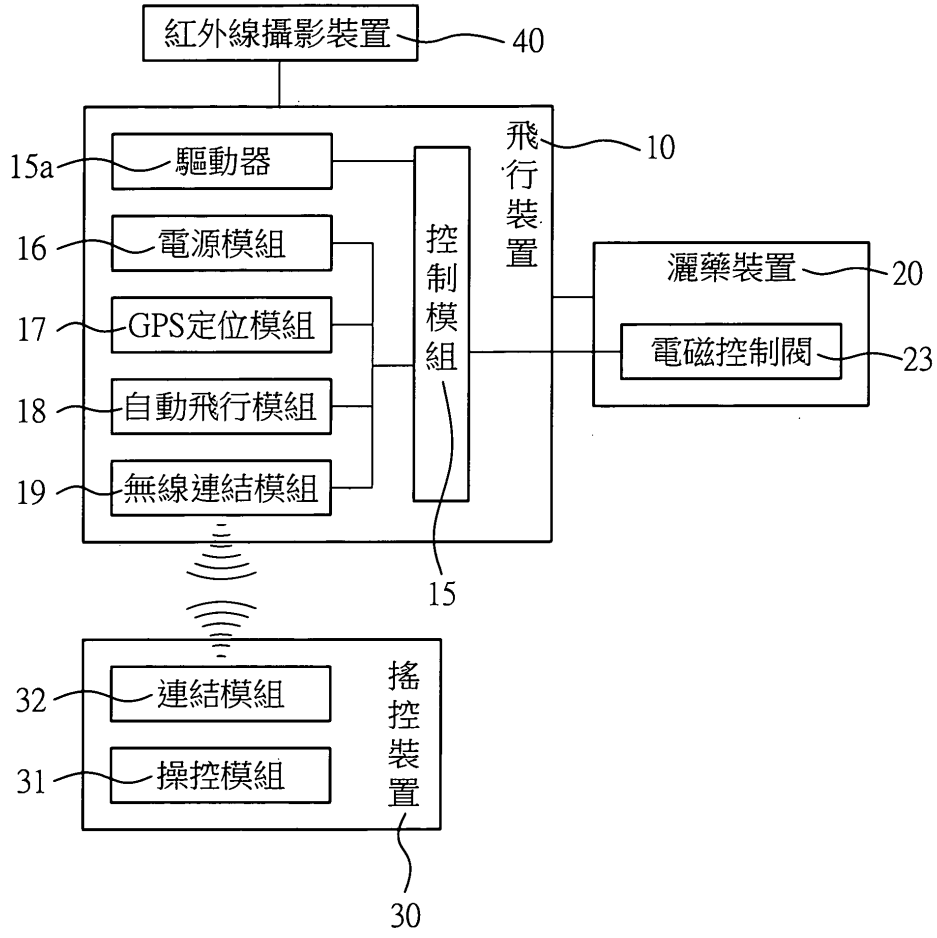 紅外線攝影裝置
40
飛行裝置
10
15a
驅動器
16
電源模組
17
GPS定位模組
18
自動飛行模組
19
無線連結模組
控制模組
15
灑藥裝置
20
電磁控制閥
23
32
連結模組
31
操控模組
搖控裝置
30